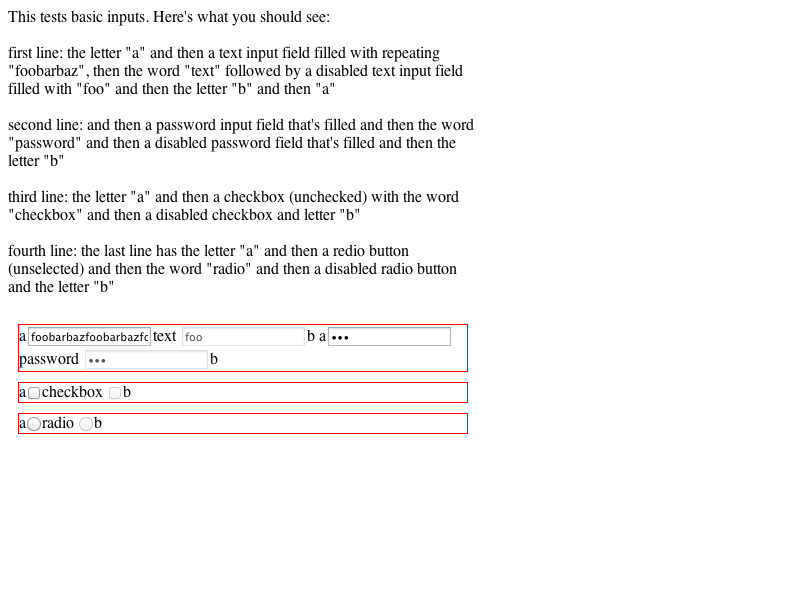 This tests basic inputs. Here's what you should see:
first line: the letter "a" and then a text input field filled with repeating
"foobarbaz", then the word "text" followed by a disabled text input field
filled with "foo" and then the letter "b" and then "a"
second line: and then a password input field that's filled and then the word
"password" and then a disabled password field that's filled and then the
letter "b"
third line: the letter "a" and then a checkbox (unchecked) with the word
"checkbox" and then a disabled checkbox and letter "b"
fourth line: the last line has the letter "a" and then a redio button
(unselected) and then the word "radio" and then a disabled radio button
and the letter "b"
a foobarbazfoobarbazfc text foo b a •••
password ••• b
a checkbox b
a radio b